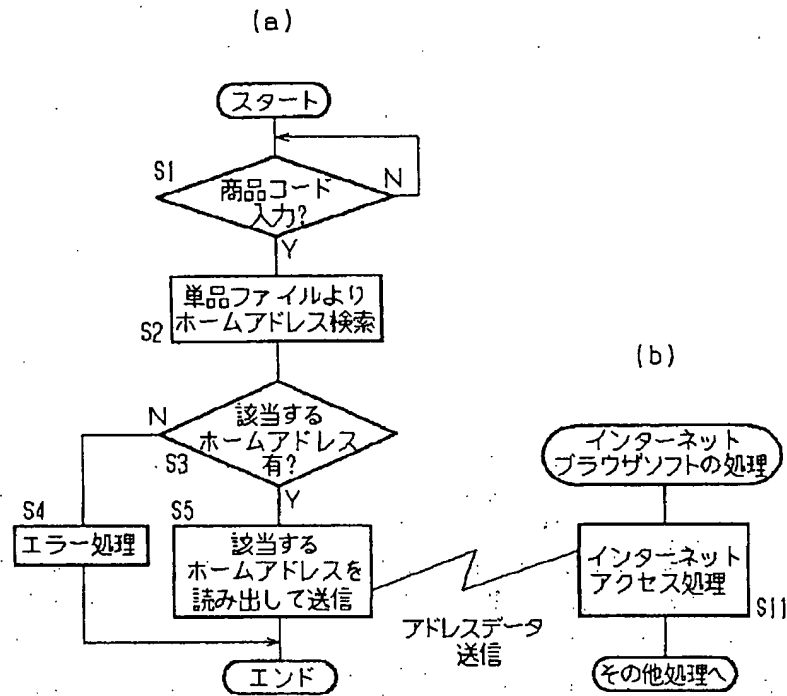 (a)
スタート
S1
商品コード
入力?
N
Y
単品ファイルより
ホームアドレス検索
S2
N
該当する
ホームアドレス
有?
S3
Y
S4
エラー処理
S5
該当する
ホームアドレスを
読み出して送信
エンド
アドレスデータ
送信
(b)
インターネット
ブラウザソフトの処理
インターネット
アクセス処理
S11
その他処理へ